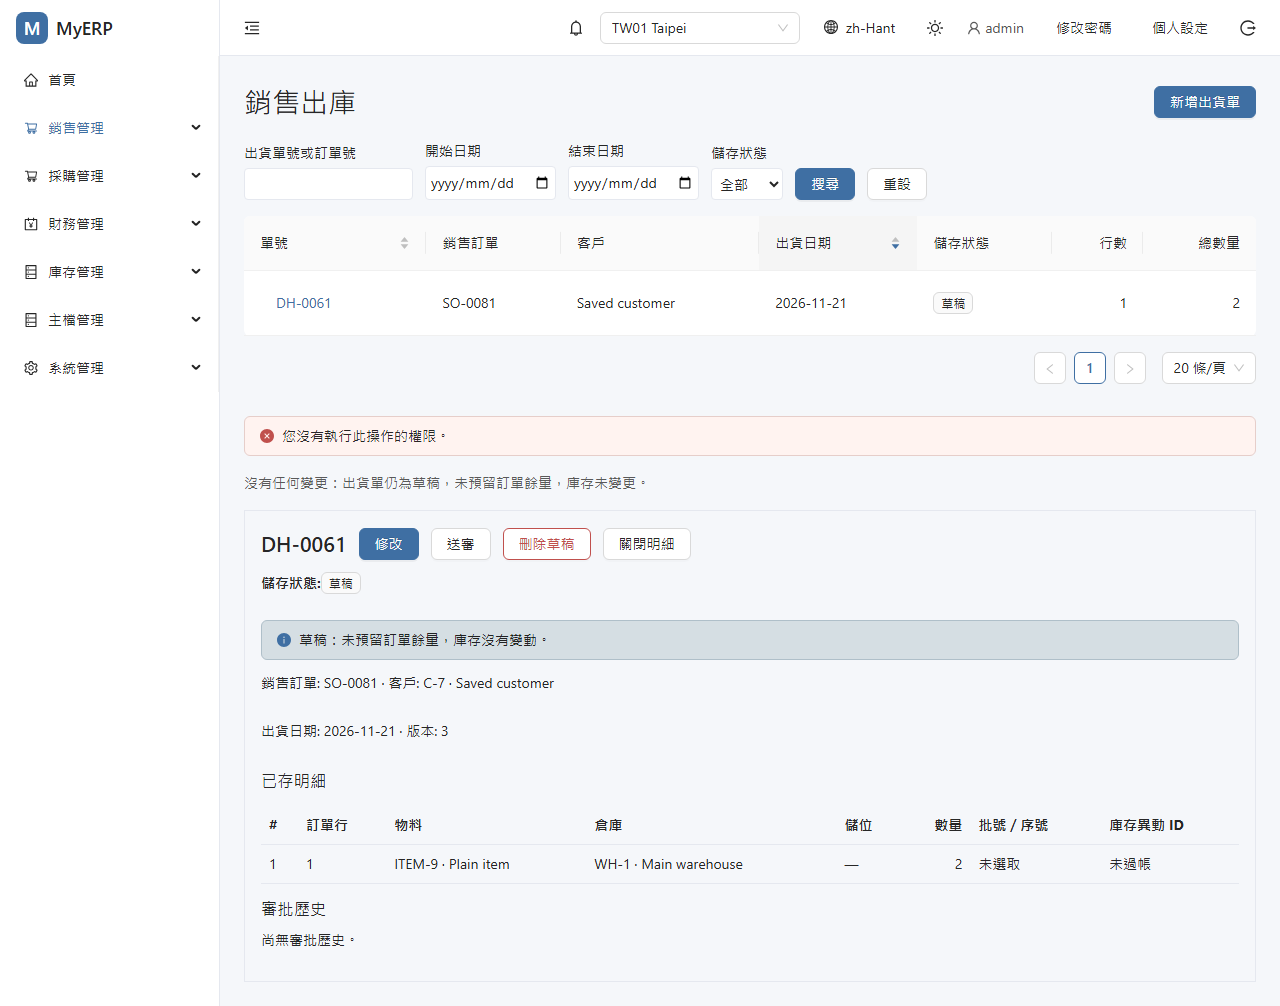 M MyERP
TW01 Taipei
zh-Hant
admin
修改密碼
個人設定
首頁
銷售管理
採購管理
財務管理
庫存管理
主檔管理
系統管理
銷售出庫
新增出貨單
出貨單號或訂單號
開始日期
結束日期
儲存狀態
yyyy/mm/dd
yyyy/mm/dd
全部
搜尋
重設
單號 銷售訂單 客戶 出貨日期 儲存狀態 行數 總數量
DH-0061 SO-0081 Saved customer 2026-11-21 草稿 1 2
1
20 條/頁
您沒有執行此操作的權限。
沒有任何變更：出貨單仍為草稿，未預留訂單餘量，庫存未變更。
DH-0061 修改 送審 刪除草稿 關閉明細
儲存狀態: 草稿
草稿：未預留訂單餘量，庫存沒有變動。
銷售訂單: SO-0081 · 客戶: C-7 · Saved customer
出貨日期: 2026-11-21 · 版本: 3
已存明細
# 訂單行 物料 倉庫 儲位 數量 批號 / 序號 庫存異動 ID
1 1 ITEM-9 · Plain item WH-1 · Main warehouse — 2 未選取 未過帳
審批歷史
尚無審批歷史。